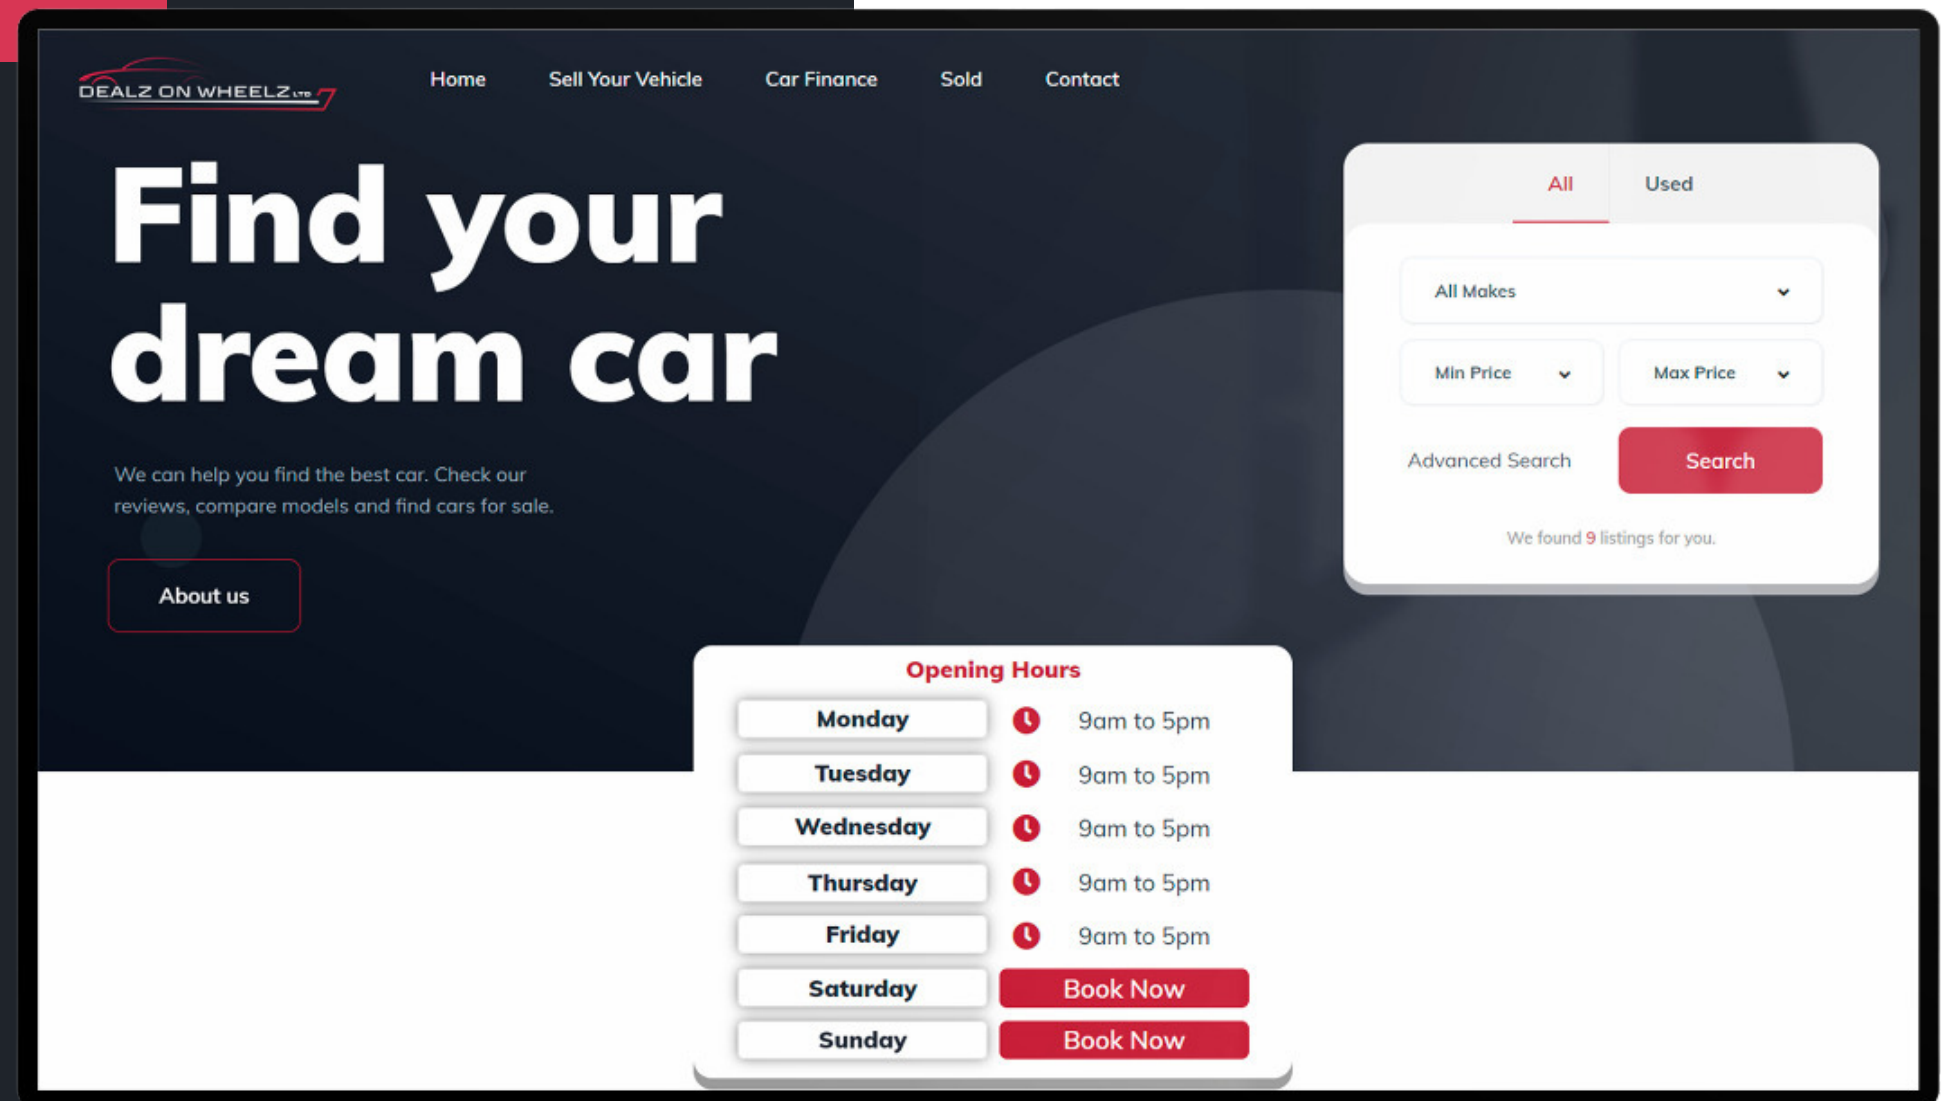 DEALZ ON WHEELZ LTD
Home Sell Your Vehicle Car Finance Sold Contact
Find your
dream car
We can help you find the best car. Check our
reviews, compare models and find cars for sale.
About us
All Used
All Makes
Min Price Max Price
Advanced Search Search
We found 9 listings for you.
Opening Hours
Monday 9am to 5pm
Tuesday 9am to 5pm
Wednesday 9am to 5pm
Thursday 9am to 5pm
Friday 9am to 5pm
Saturday Book Now
Sunday Book Now